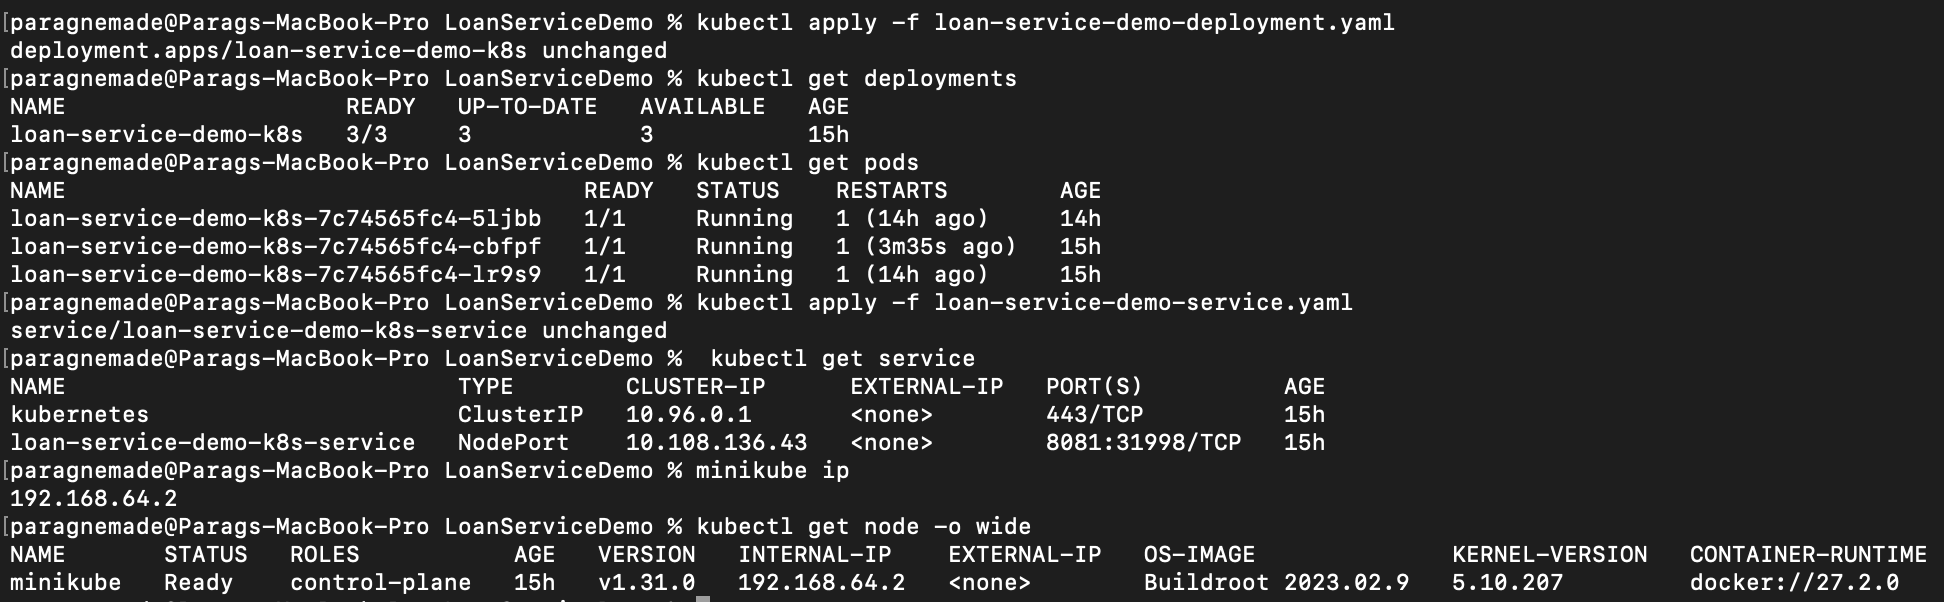 [paragnemade@Parags-MacBook-Pro LoanServiceDemo % kubectl apply -f loan-service-demo-deployment.yaml
deployment.apps/loan-service-demo-k8s unchanged
[paragnemade@Parags-MacBook-Pro LoanServiceDemo % kubectl get deployments
NAME                    READY   UP-TO-DATE   AVAILABLE   AGE
loan-service-demo-k8s   3/3     3            3           15h
[paragnemade@Parags-MacBook-Pro LoanServiceDemo % kubectl get pods
NAME                                     READY   STATUS    RESTARTS        AGE
loan-service-demo-k8s-7c74565fc4-5ljbb   1/1     Running   1 (14h ago)     14h
loan-service-demo-k8s-7c74565fc4-cbfpf   1/1     Running   1 (3m35s ago)   15h
loan-service-demo-k8s-7c74565fc4-lr9s9   1/1     Running   1 (14h ago)     15h
[paragnemade@Parags-MacBook-Pro LoanServiceDemo % kubectl apply -f loan-service-demo-service.yaml
service/loan-service-demo-k8s-service unchanged
[paragnemade@Parags-MacBook-Pro LoanServiceDemo %  kubectl get service
NAME                            TYPE        CLUSTER-IP      EXTERNAL-IP   PORT(S)          AGE
kubernetes                      ClusterIP   10.96.0.1       <none>        443/TCP          15h
loan-service-demo-k8s-service   NodePort    10.108.136.43   <none>        8081:31998/TCP   15h
[paragnemade@Parags-MacBook-Pro LoanServiceDemo % minikube ip
192.168.64.2
[paragnemade@Parags-MacBook-Pro LoanServiceDemo % kubectl get node -o wide
NAME       STATUS   ROLES           AGE   VERSION   INTERNAL-IP    EXTERNAL-IP   OS-IMAGE              KERNEL-VERSION   CONTAINER-RUNTIME
minikube   Ready    control-plane   15h   v1.31.0   192.168.64.2   <none>        Buildroot 2023.02.9   5.10.207         docker://27.2.0